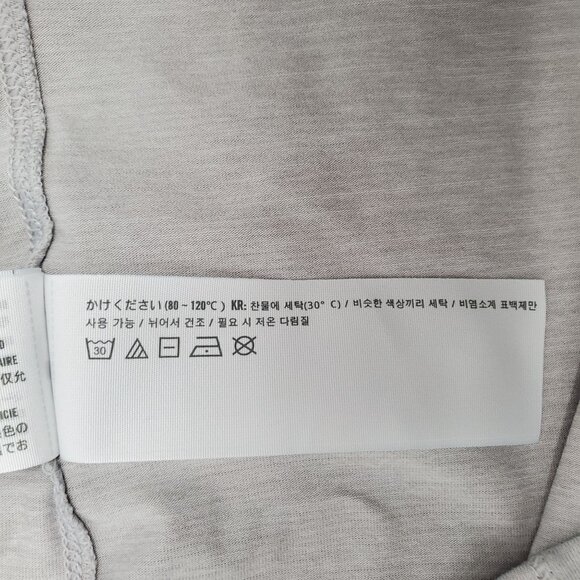 かけください(80 ~ 120℃) KR: 찬물에 세탁(30° C) / 비슷한 색상끼리 세탁 / 비염소계 표백제만
사용 가능 / 뉘어서 건조 / 필요 시 저온 다림질
30
AIRE
仅允
CIE
色の
でお